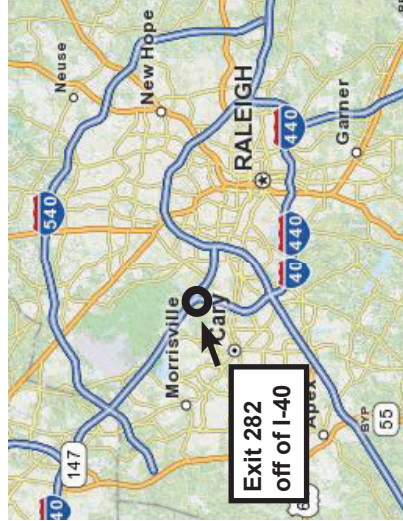 40
540
Neuse
147
New Hope
Morrisville
Cary
RALEIGH
Exit 282
off of I-40
40
440
440
Apex
Garner
BYP
55